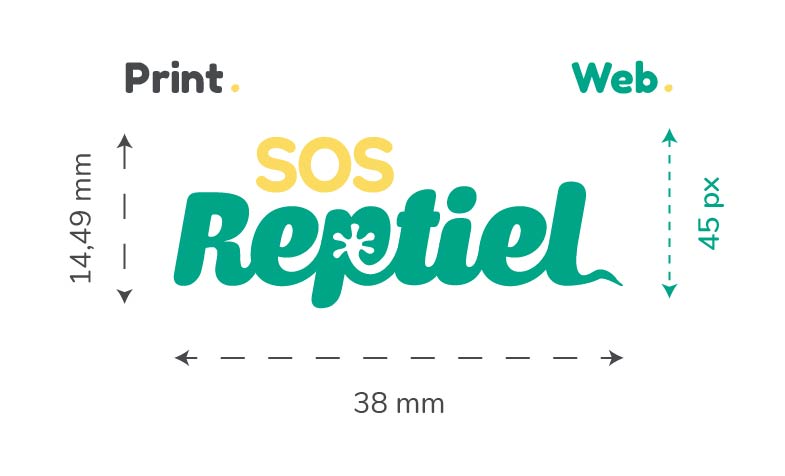 Print.
Web.
14,49 mm
SOS
Reptiel
45 px
38 mm